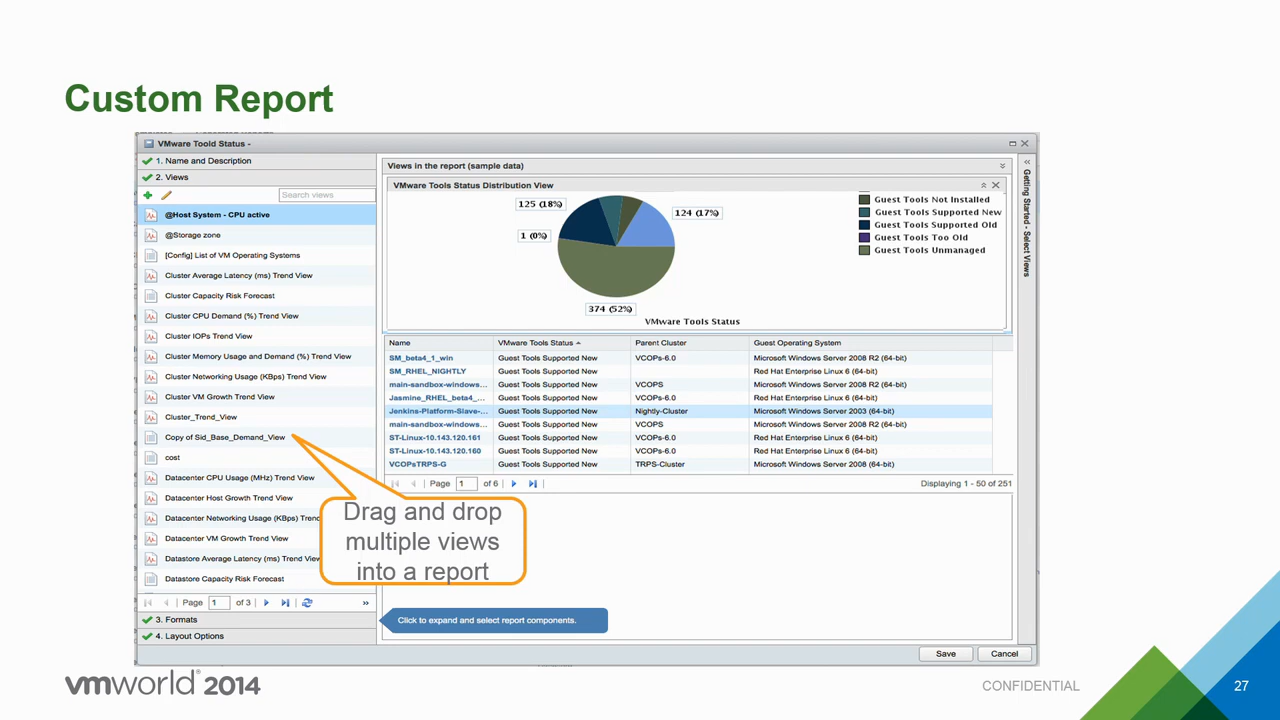 Custom Report
VMware Toold Status -
1. Name and Description
2. Views
Search views
@Host System - CPU active
@Storage zone
[Config] List of VM Operating Systems
Cluster Average Latency (ms) Trend View
Cluster Capacity Risk Forecast
Cluster CPU Demand (%) Trend View
Cluster IOPs Trend View
Cluster Memory Usage and Demand (%) Trend View
Cluster Networking Usage (KBps) Trend View
Cluster VM Growth Trend View
Cluster_Trend_View
Copy of Sid_Base_Demand_View
cost
Datacenter CPU Usage (MHz) Trend View
Datacenter Host Growth Trend View
Datacenter Networking Usage (KBps) Trend
Datacenter VM Growth Trend View
Datastore Average Latency (ms) Trend View
Datastore Capacity Risk Forecast
Page 1 of 3
3. Formats
4. Layout Options
Views in the report (sample data)
VMware Tools Status Distribution View
125 (18%)
124 (17%)
1 (0%)
374 (52%)
VMware Tools Status
Guest Tools Not Installed
Guest Tools Supported New
Guest Tools Supported Old
Guest Tools Too Old
Guest Tools Unmanaged
Name VMware Tools Status Parent Cluster Guest Operating System
SM_beta4_1_win Guest Tools Supported New VCOPs-6.0 Microsoft Windows Server 2008 R2 (64-bit)
SM_RHEL_NIGHTLY Guest Tools Supported New Red Hat Enterprise Linux 6 (64-bit)
main-sandbox-windows... Guest Tools Supported New VCOPS Microsoft Windows Server 2008 R2 (64-bit)
Jasmine_RHEL_beta4_... Guest Tools Supported New VCOPs-6.0 Red Hat Enterprise Linux 6 (64-bit)
Jenkins-Platform-Slave-... Guest Tools Supported New Nightly-Cluster Microsoft Windows Server 2003 (64-bit)
main-sandbox-windows... Guest Tools Supported New VCOPS Microsoft Windows Server 2008 R2 (64-bit)
ST-Linux-10.143.120.161 Guest Tools Supported New VCOPs-6.0 Red Hat Enterprise Linux 6 (64-bit)
ST-Linux-10.143.120.160 Guest Tools Supported New VCOPs-6.0 Red Hat Enterprise Linux 6 (64-bit)
VCOPsTRPS-G Guest Tools Supported New TRPS-Cluster Microsoft Windows Server 2008 (64-bit)
Page 1 of 6
Displaying 1 - 50 of 251
Getting Started - Select Views
Drag and drop
multiple views
into a report
Click to expand and select report components.
Save
Cancel
vmworld® 2014
CONFIDENTIAL
27